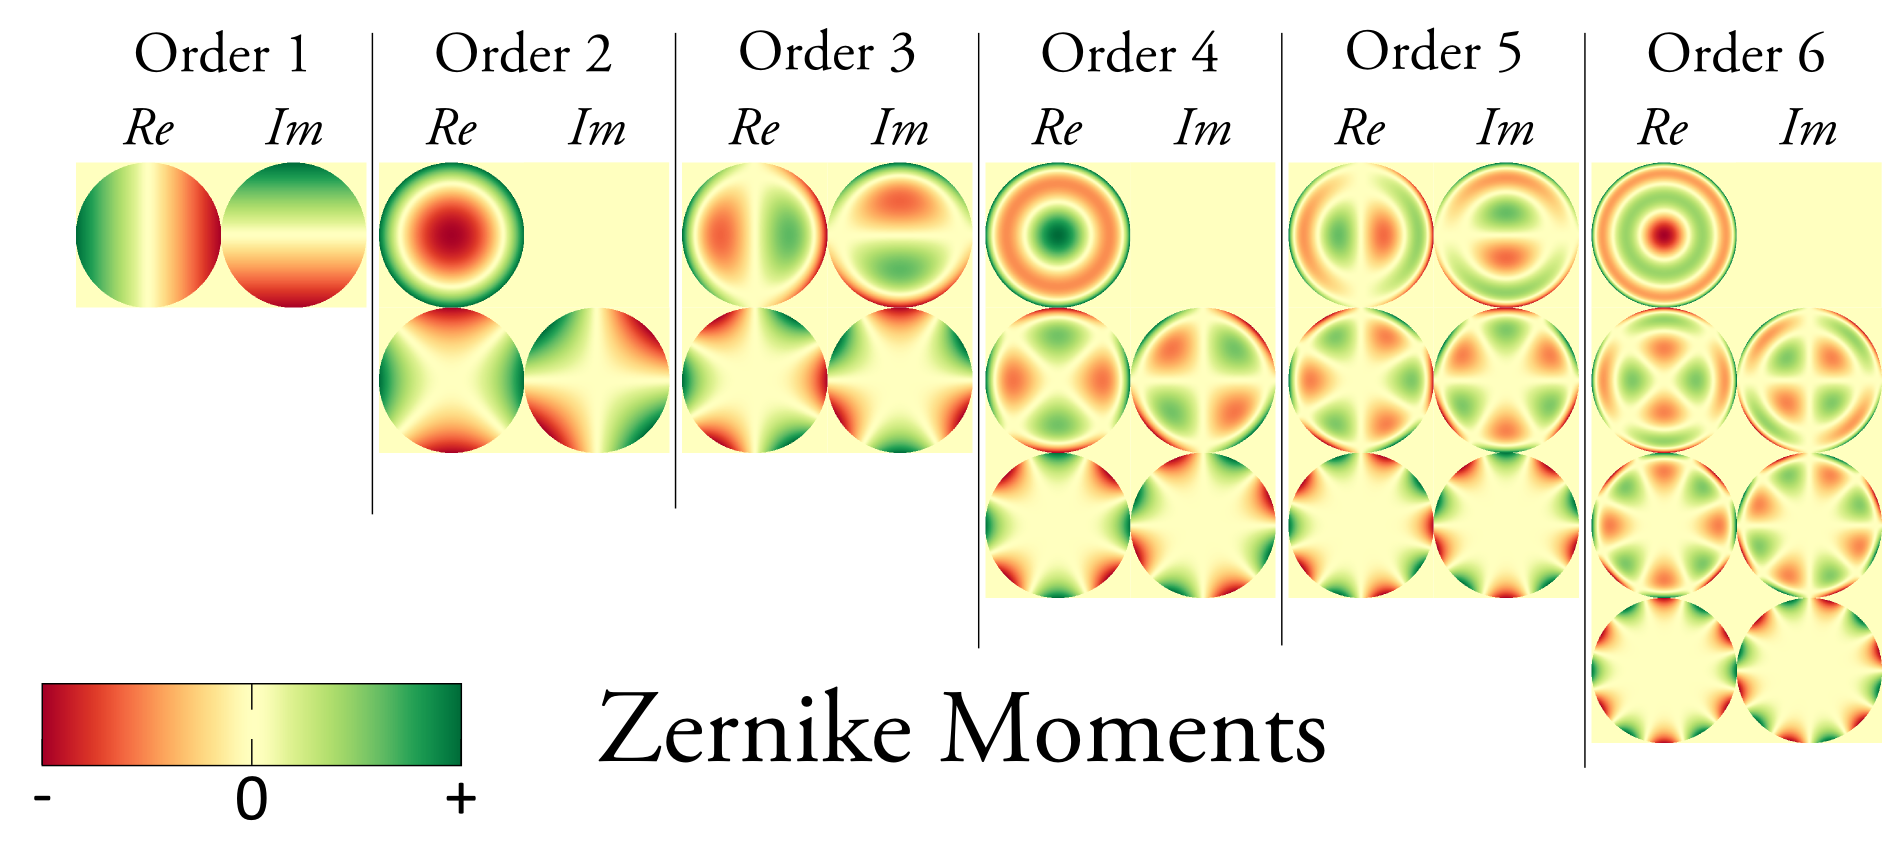 Order 1 Order 2 Order 3 Order 4 Order 5 Order 6
Re Im Re Im Re Im Re Im Re Im Re Im
Zernike Moments
- 0 +